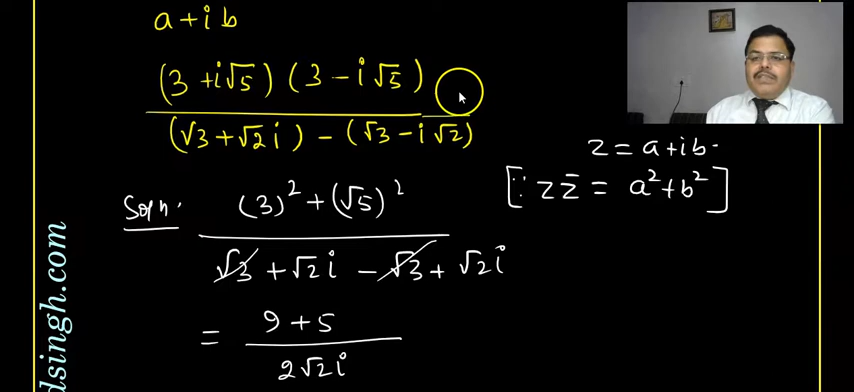 a + i b
(3 + i√5) (3 − i√5)
(√3 + √2 i) − (√3 − i √2)
z = a + i b.
[∵ z z̄ = a² + b²]
Sol n:
(3)² + (√5)²
√3 + √2 i − √3 + √2 i
= 9 + 5
2√2 i
dsingh.com